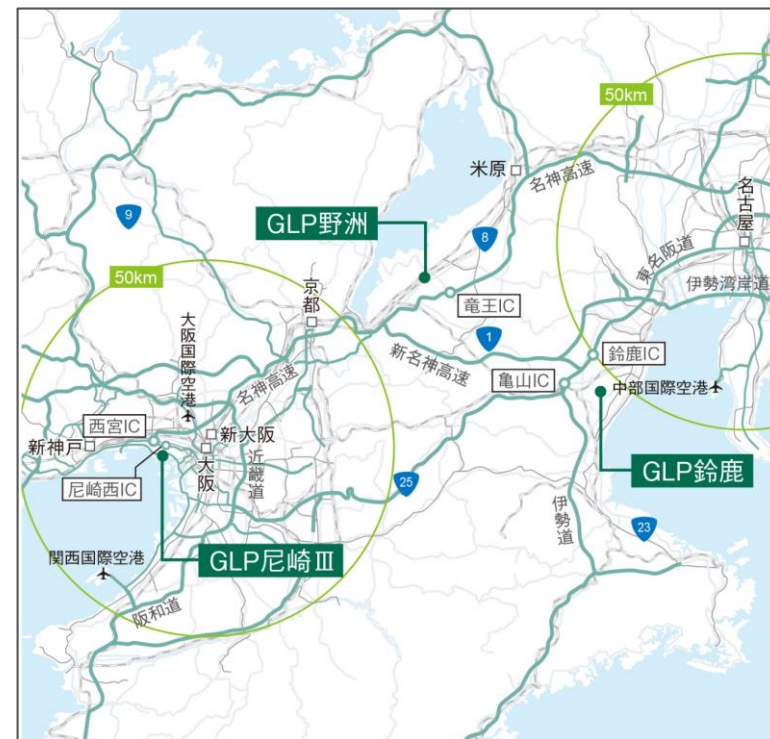 50km
米原
名神高速
名古屋
GLP野洲
9
8
東名阪道
50km
京都
伊勢湾岸道
竜王IC
大阪国際空港
1
新名神高速
鈴鹿IC
名神高速
亀山IC
中部国際空港
西宮IC
新大阪
新神戸
大阪
近畿道
GLP鈴鹿
尼崎西IC
25
伊勢道
23
関西国際空港
GLP尼崎Ⅲ
阪和道